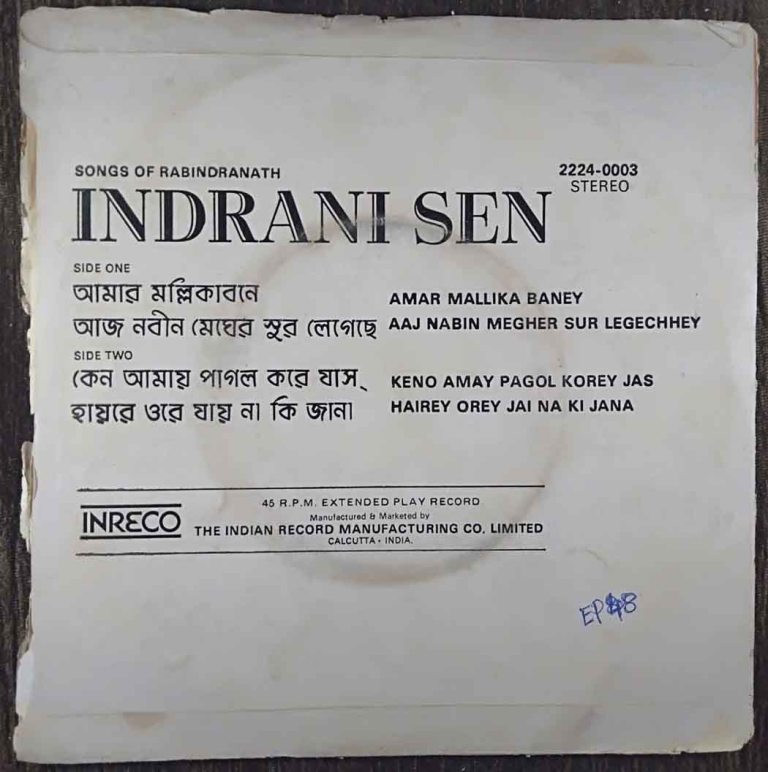 SONGS OF RABINDRANATH
2224-0003
INDRANI SEN
STEREO
SIDE ONE
আমার মল্লিকাবনে AMAR MALLIKA BANEY
আজ নবীন মেঘের সুর লেগেছে AAJ NABIN MEGHER SUR LEGECHHEY
SIDE TWO
কেন আমায় পাগল করে যাস্ KENO AMAY PAGOL KOREY JAS
হায়রে ওরে যায় না কি জানা HAIREY OREY JAI NA KI JANA
45 R.P.M. EXTENDED PLAY RECORD
Manufactured & Marketed by
INRECO THE INDIAN RECORD MANUFACTURING CO. LIMITED
CALCUTTA • INDIA.